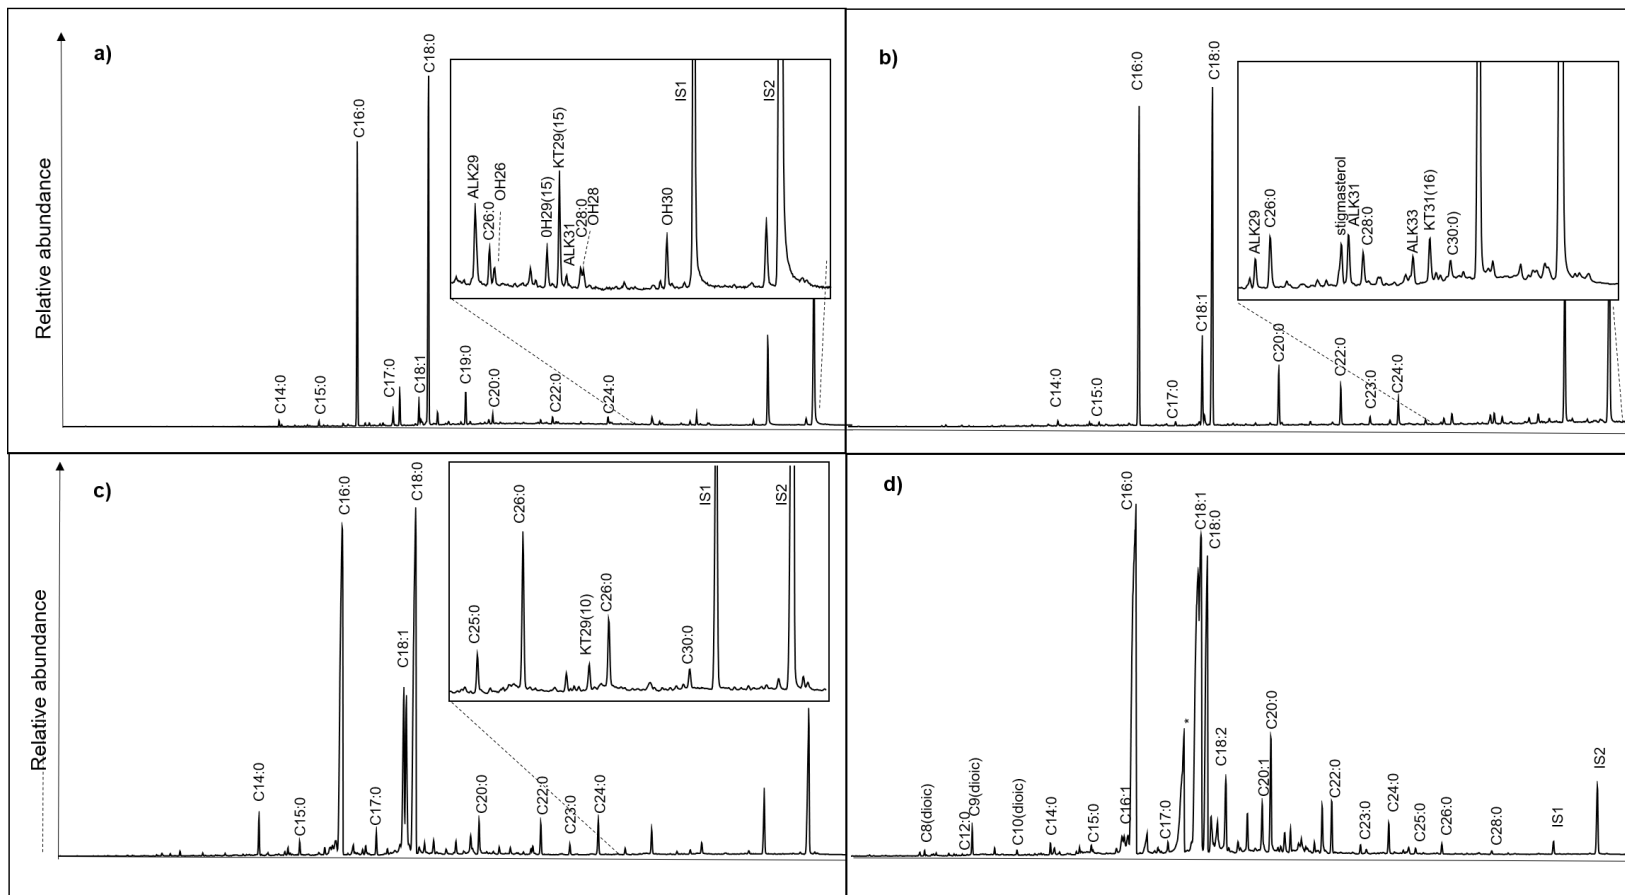 a)
Relative abundance
C14:0
C15:0
C16:0
C17:0
C18:1
C18:0
C19:0
C20:0
C22:0
C24:0
ALK29
C26:0
OH26
0H29(15)
KT29(15)
ALK31
C28:0
OH28
OH30
IS1
IS2
b)
C14:0
C15:0
C16:0
C17:0
C18:1
C18:0
C20:0
C22:0
C23:0
C24:0
ALK29
C26:0
stigmasterol
ALK31
C28:0
ALK33
KT31(16)
C30:0)
c)
Relative abundance
C14:0
C15:0
C16:0
C17:0
C18:1
C18:0
C20:0
C22:0
C23:0
C24:0
C25:0
C26:0
KT29(10)
C26:0
C30:0
IS1
IS2
d)
C8(dioic)
C12:0
C9(dioic)
C10(dioic)
C14:0
C15:0
C16:1
C16:0
C17:0
*
C18:1
C18:0
C18:2
C20:1
C20:0
C22:0
C23:0
C24:0
C25:0
C26:0
C28:0
IS1
IS2